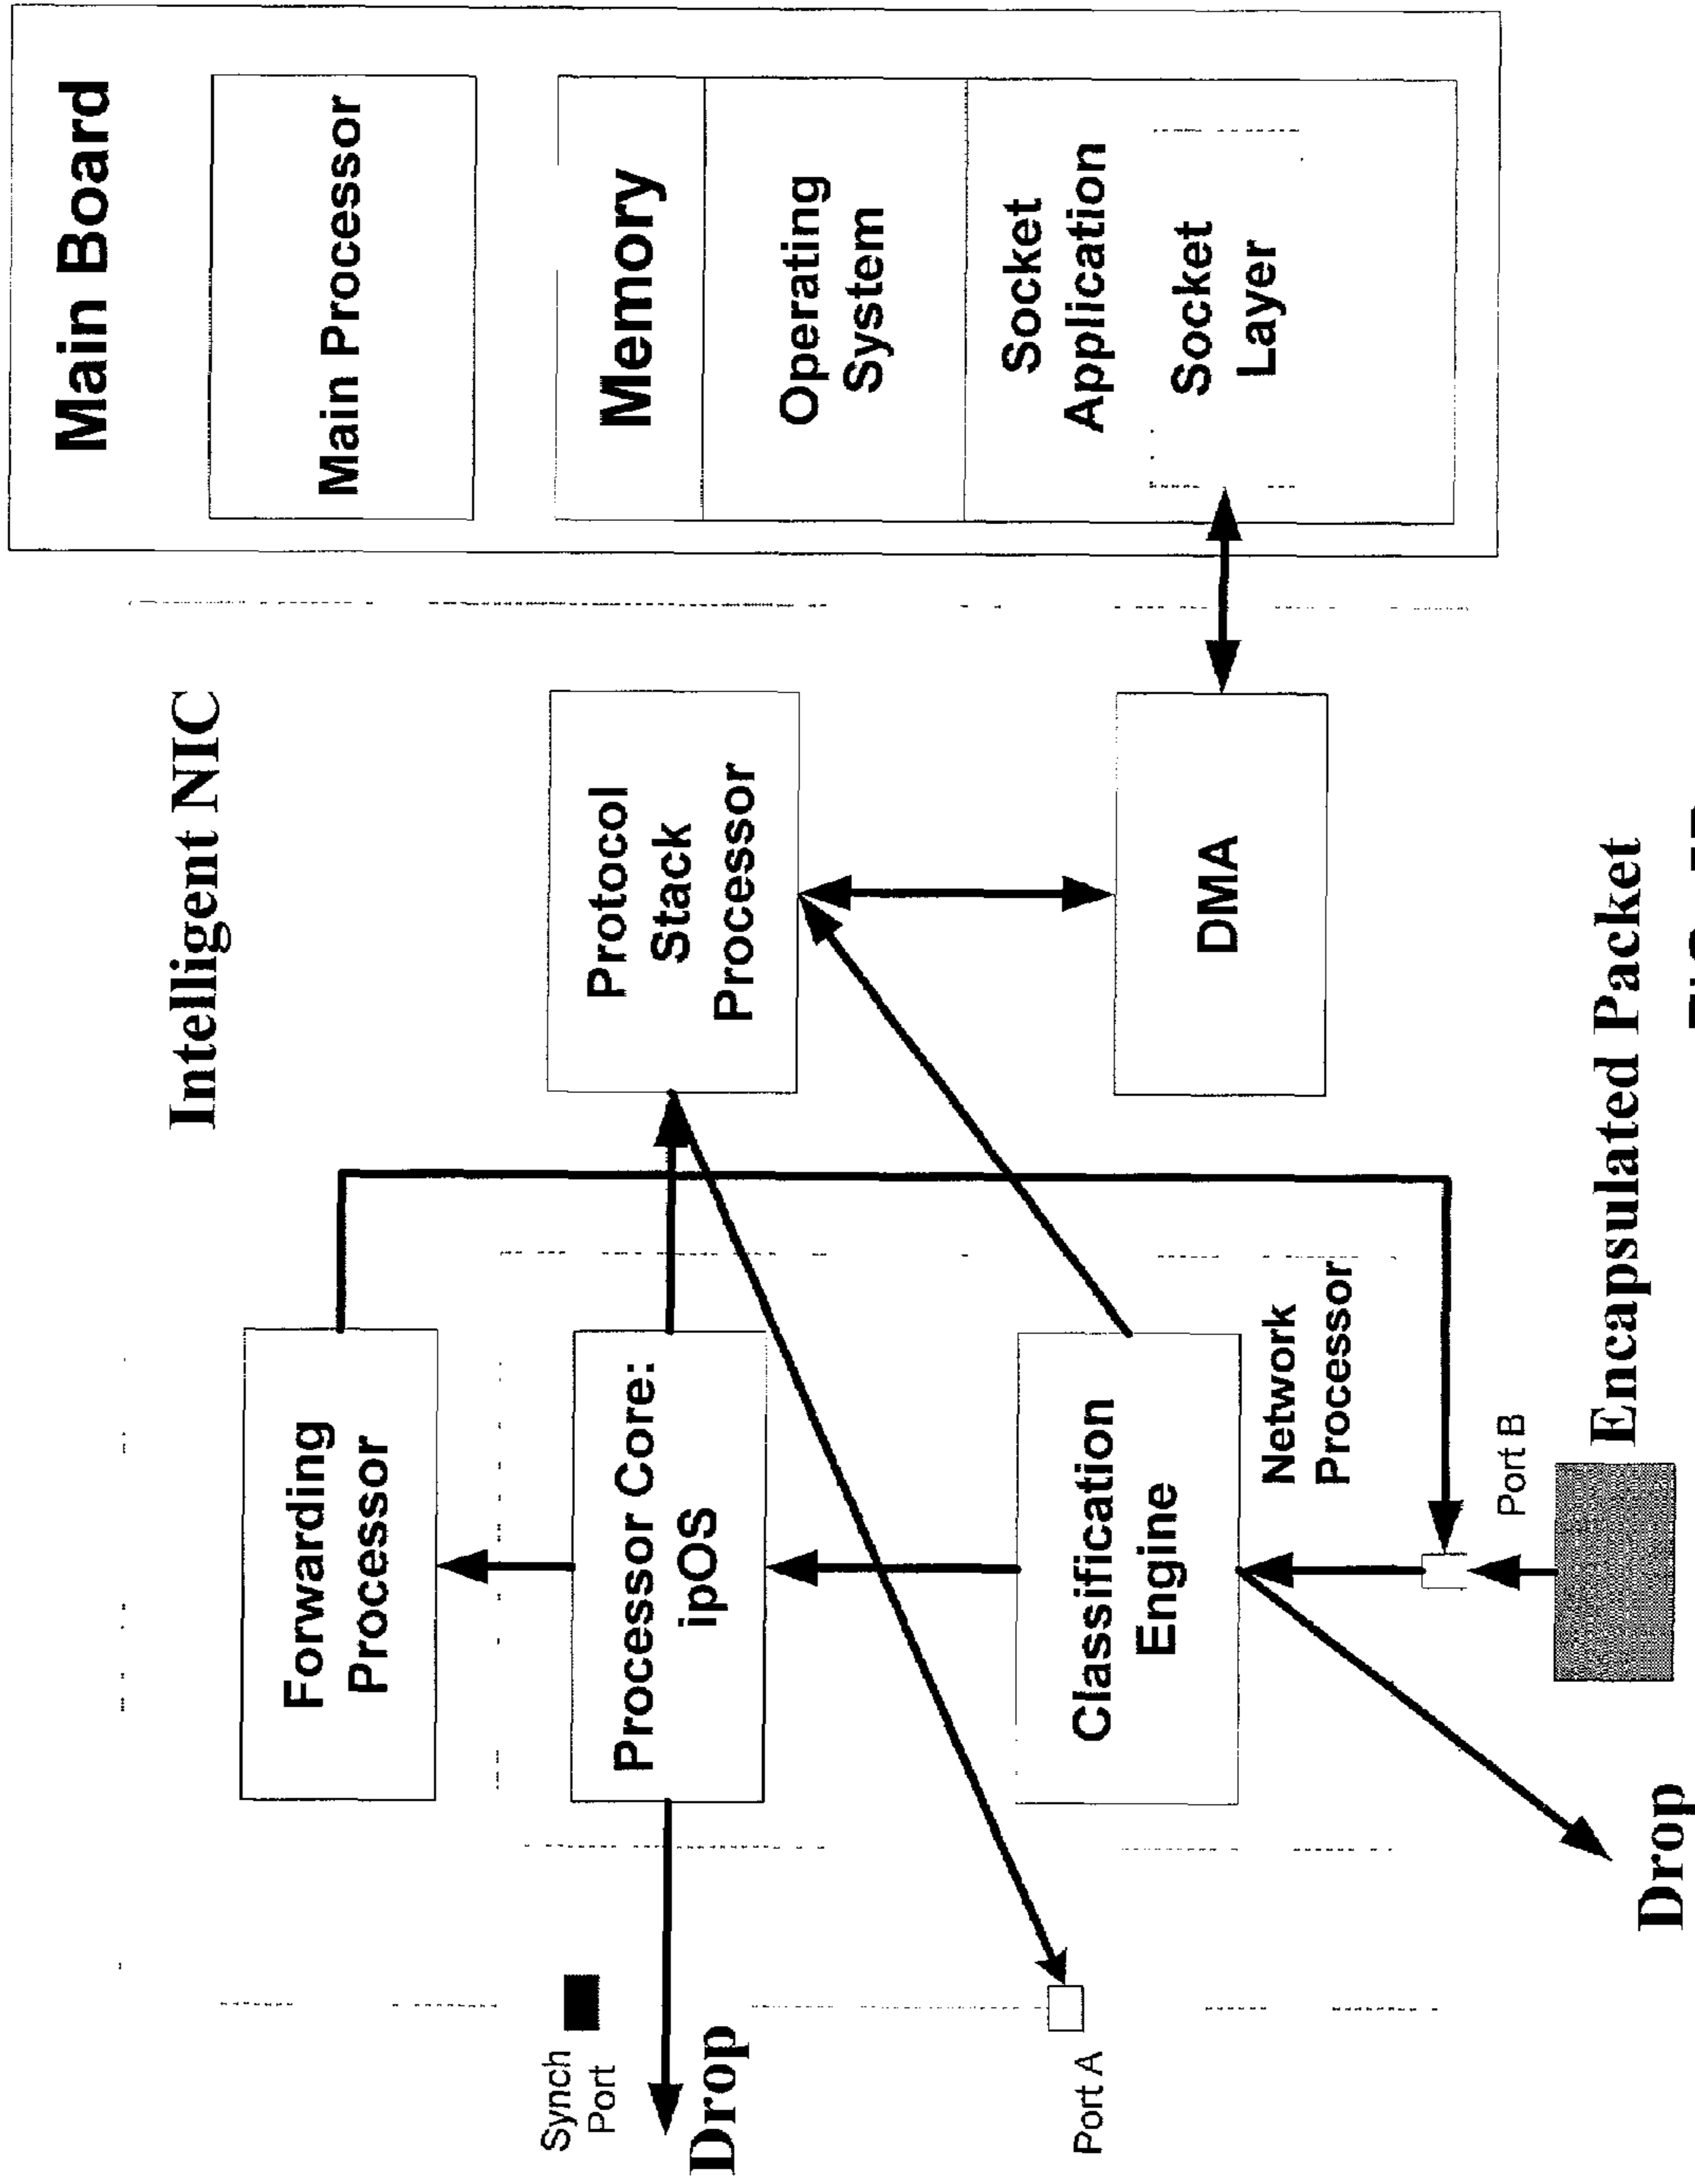 Main Board
Main Processor
Memory
Operating
System
Socket
Application
Socket
Layer
Intelligent NIC
Protocol
Stack
Processor
DMA
Forwarding
Processor
Processor Core:
ipOS
Classification
Engine
Network
Processor
Port B
Encapsulated Packet
Synch
Port
Drop
Port A
Drop